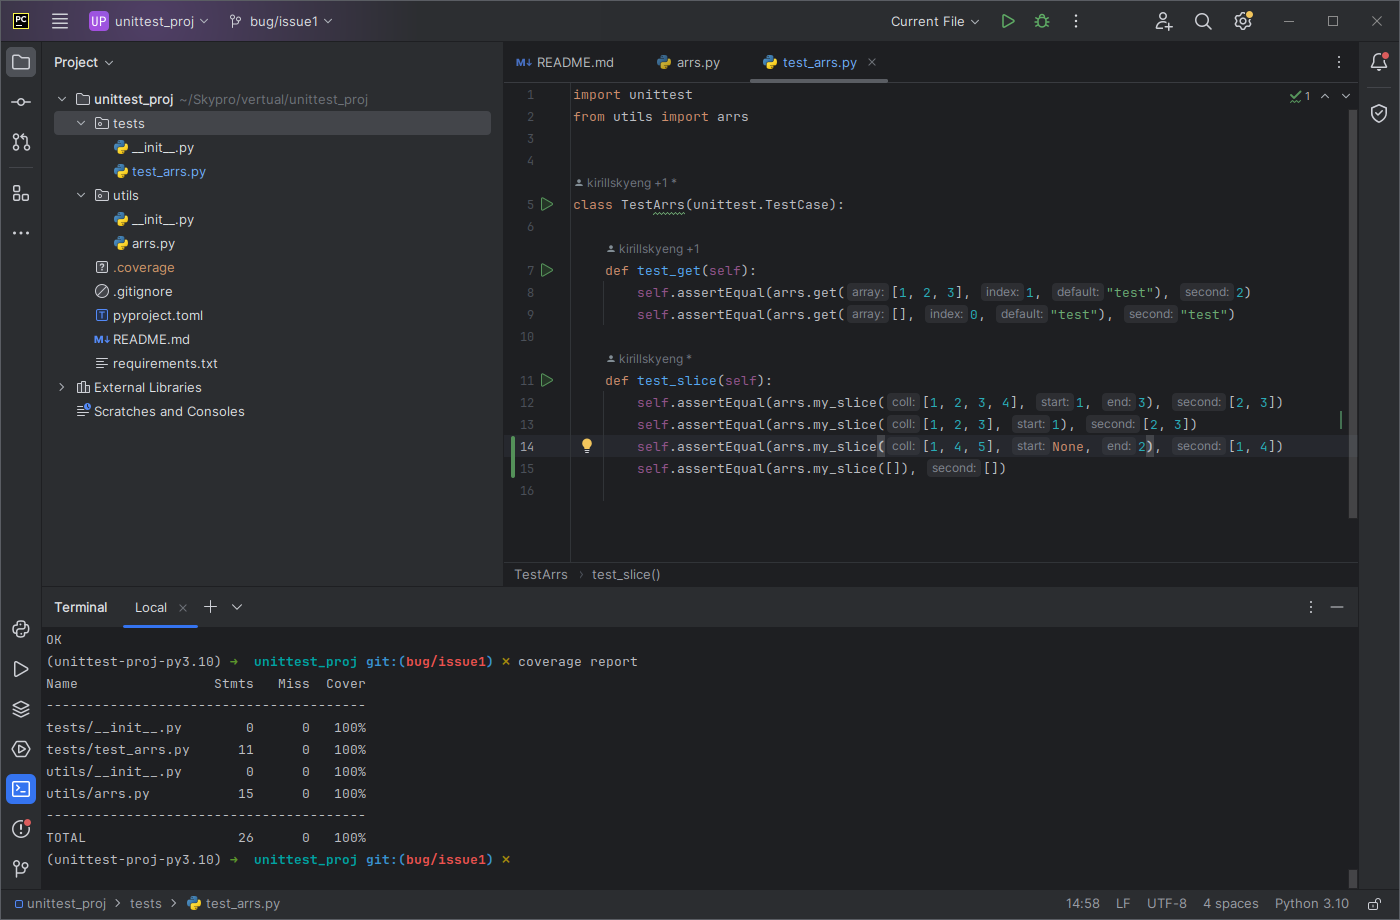 PC UP unittest_proj bug/issue1 Current File
Project
unittest_proj ~/Skypro/vertual/unittest_proj
tests
__init__.py
test_arrs.py
utils
__init__.py
arrs.py
.coverage
.gitignore
pyproject.toml
M↓ README.md
requirements.txt
External Libraries
Scratches and Consoles
M↓ README.md arrs.py test_arrs.py
1 import unittest
2 from utils import arrs
3
4
kirillskyeng +1 *
5 class TestArrs(unittest.TestCase):
6
kirillskyeng +1
7 def test_get(self):
8 self.assertEqual(arrs.get( array: [1, 2, 3], index: 1, default: "test"), second: 2)
9 self.assertEqual(arrs.get( array: [], index: 0, default: "test"), second: "test")
10
kirillskyeng *
11 def test_slice(self):
12 self.assertEqual(arrs.my_slice( coll: [1, 2, 3, 4], start: 1, end: 3), second: [2, 3])
13 self.assertEqual(arrs.my_slice( coll: [1, 2, 3], start: 1), second: [2, 3])
14 self.assertEqual(arrs.my_slice( coll: [1, 4, 5], start: None, end: 2), second: [1, 4])
15 self.assertEqual(arrs.my_slice([]), second: [])
16
1
TestArrs › test_slice()
Terminal Local
OK
(unittest-proj-py3.10) → unittest_proj git:(bug/issue1) × coverage report
Name Stmts Miss Cover
----------------------------------------
tests/__init__.py 0 0 100%
tests/test_arrs.py 11 0 100%
utils/__init__.py 0 0 100%
utils/arrs.py 15 0 100%
----------------------------------------
TOTAL 26 0 100%
(unittest-proj-py3.10) → unittest_proj git:(bug/issue1) ×
unittest_proj › tests › test_arrs.py 14:58 LF UTF-8 4 spaces Python 3.10